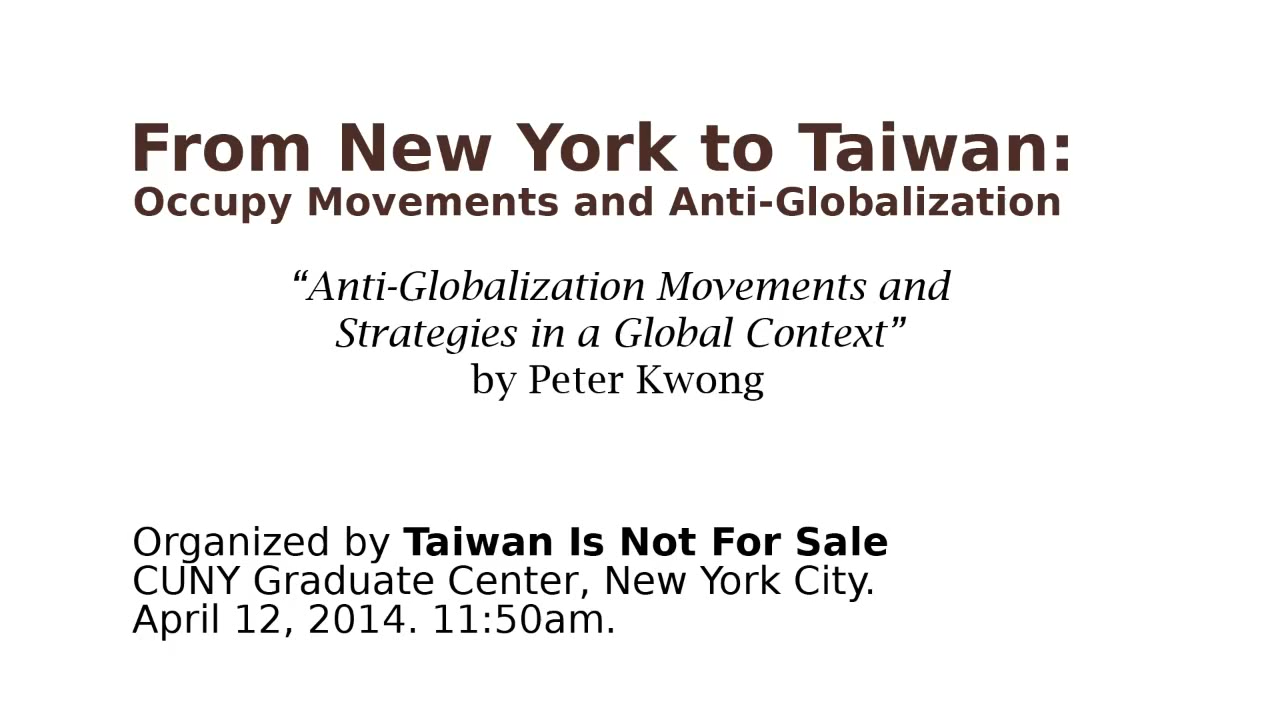 From New York to Taiwan:
Occupy Movements and Anti-Globalization
“Anti-Globalization Movements and
Strategies in a Global Context”
by Peter Kwong
Organized by Taiwan Is Not For Sale
CUNY Graduate Center, New York City.
April 12, 2014. 11:50am.